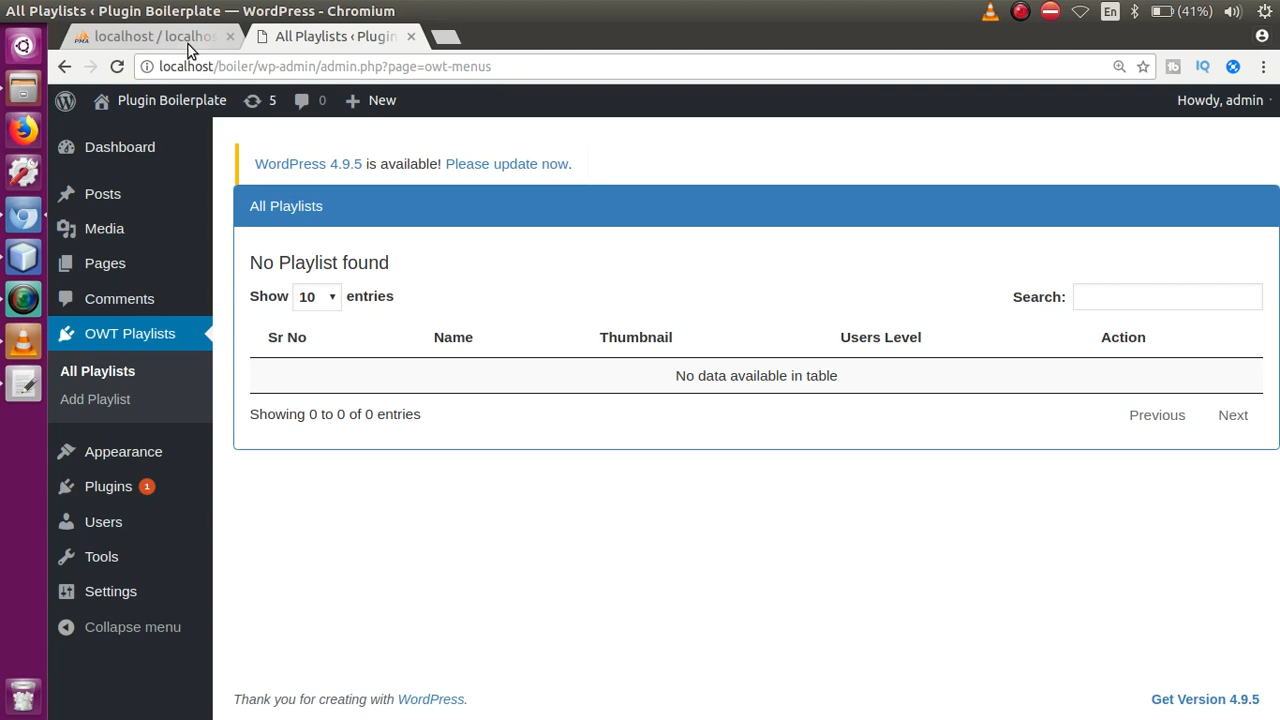 All Playlists ‹ Plugin Boilerplate — WordPress - Chromium
En
(41%)
localhost / localhos
All Playlists ‹ Plugin
localhost/boiler/wp-admin/admin.php?page=owt-menus
IQ
Plugin Boilerplate
5
0
New
Howdy, admin
Dashboard
Posts
Media
Pages
Comments
OWT Playlists
All Playlists
Add Playlist
Appearance
Plugins 1
Users
Tools
Settings
Collapse menu
WordPress 4.9.5 is available! Please update now.
All Playlists
No Playlist found
Show 10 entries
Search:
Sr No Name Thumbnail Users Level Action
No data available in table
Showing 0 to 0 of 0 entries
Previous Next
Thank you for creating with WordPress.
Get Version 4.9.5